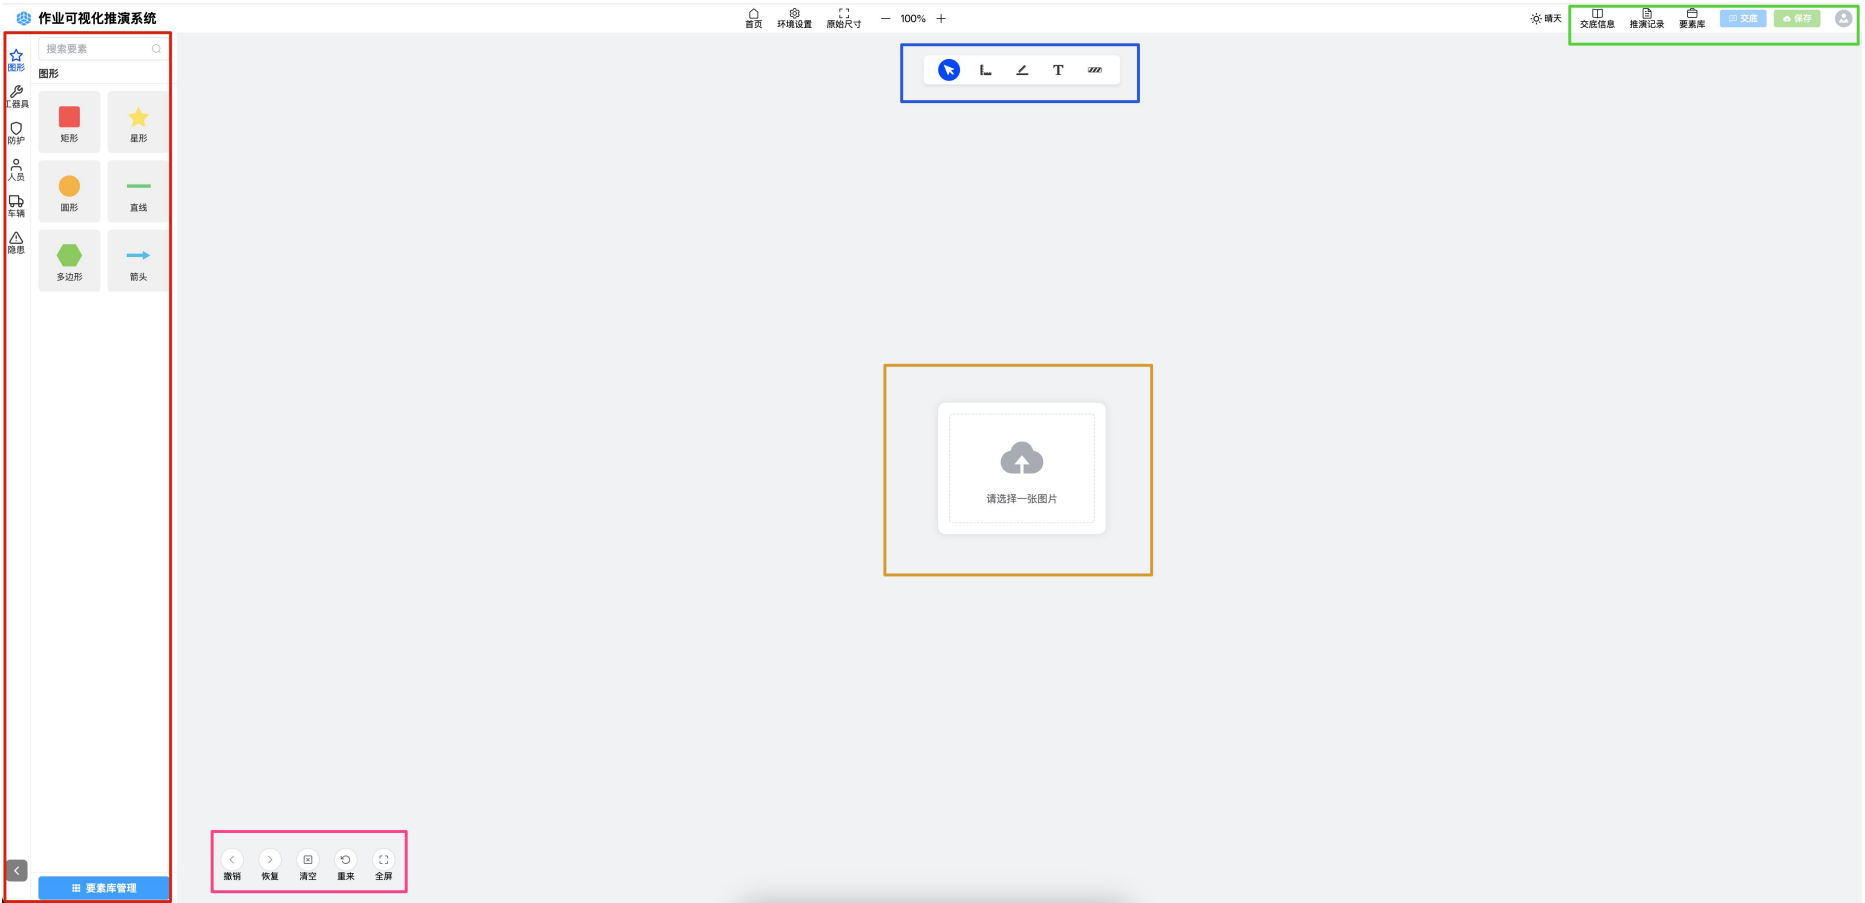 作业可视化推演系统
首页
环境设置
原始尺寸
100%
晴天
交底信息
推演记录
要素库
交底
保存
搜索要素
图形
图形
工器具
防护
人员
车辆
隐患
矩形
星形
圆形
直线
多边形
箭头
T
请选择一张图片
撤销
恢复
清空
重来
全屏
要素库管理